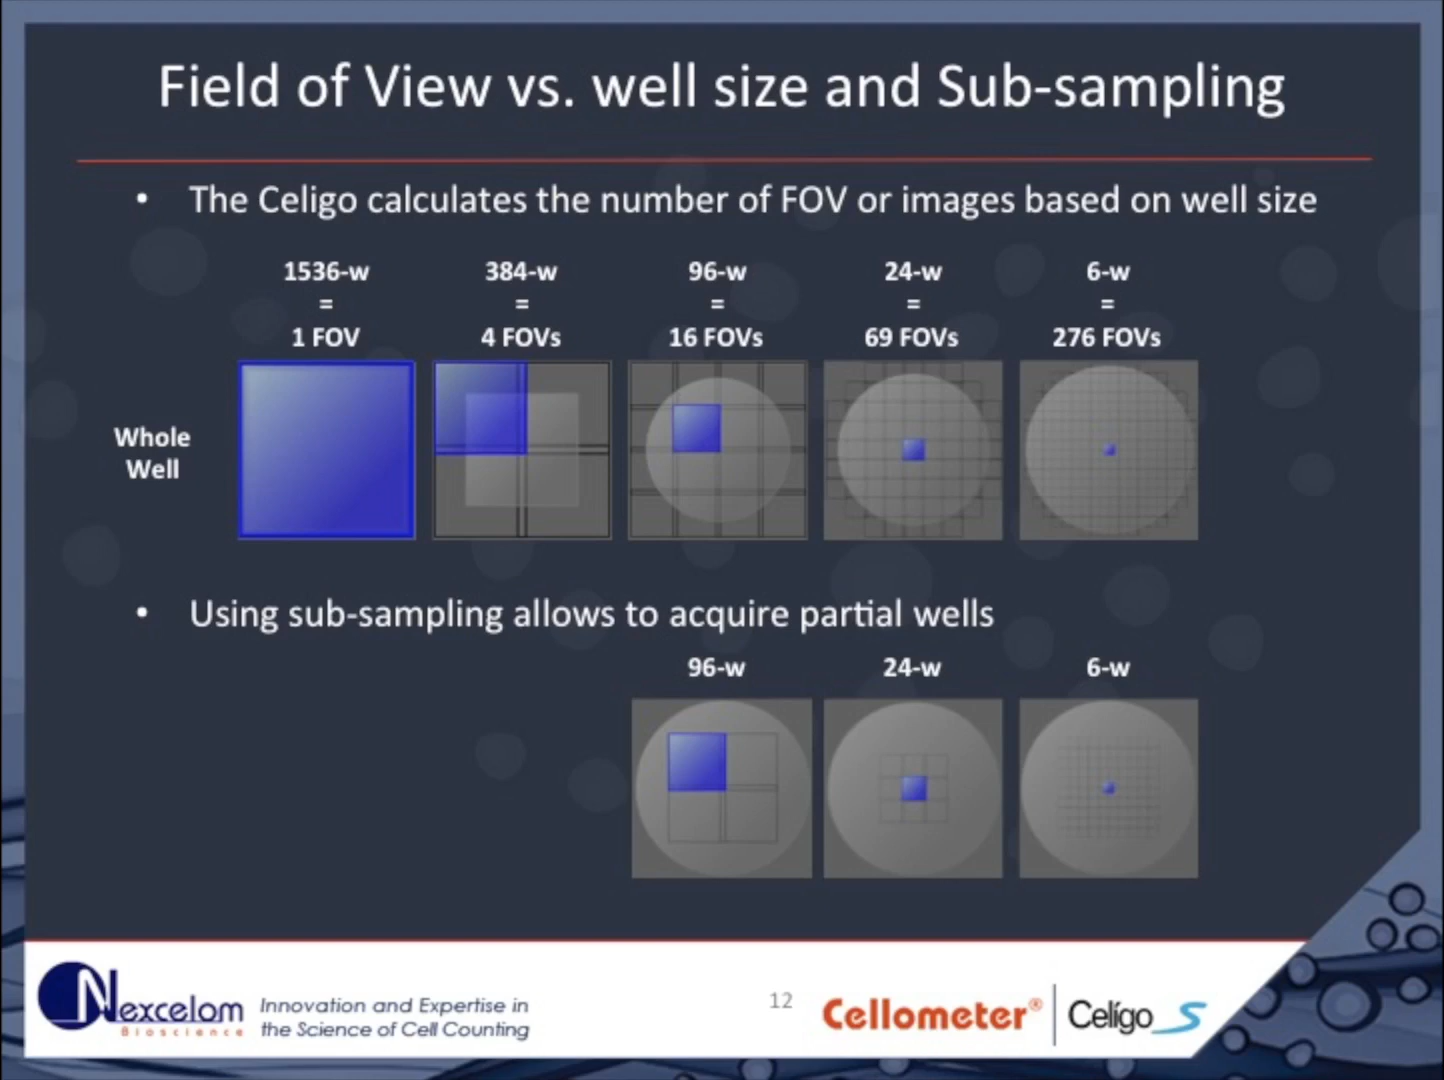 Field of View vs. well size and Sub-sampling
• The Celigo calculates the number of FOV or images based on well size
1536-w 384-w 96-w 24-w 6-w
= = = = =
1 FOV 4 FOVs 16 FOVs 69 FOVs 276 FOVs
Whole
Well
• Using sub-sampling allows to acquire partial wells
96-w 24-w 6-w
Nexcelom
Bioscience
Innovation and Expertise in
the Science of Cell Counting
12
Cellometer®
Celígo S